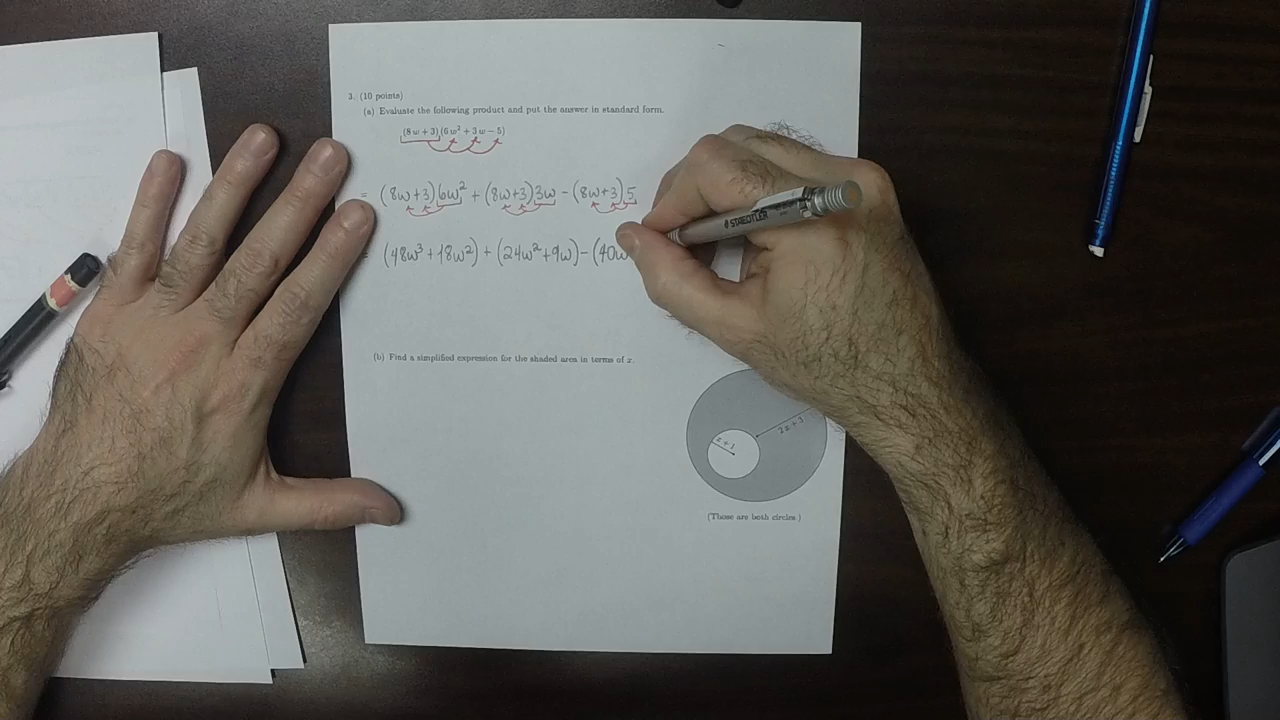 3. (10 points)
(a) Evaluate the following product and put the answer in standard form.
(8w + 3)(6w² + 3w − 5)
= (8w+3)6w² + (8w+3)3w − (8w+3)5
(48w³ + 18w²) + (24w² + 9w) − (40w
STAEDTLER
(b) Find a simplified expression for the shaded area in terms of x.
2x + 3
x + 1
(Those are both circles.)